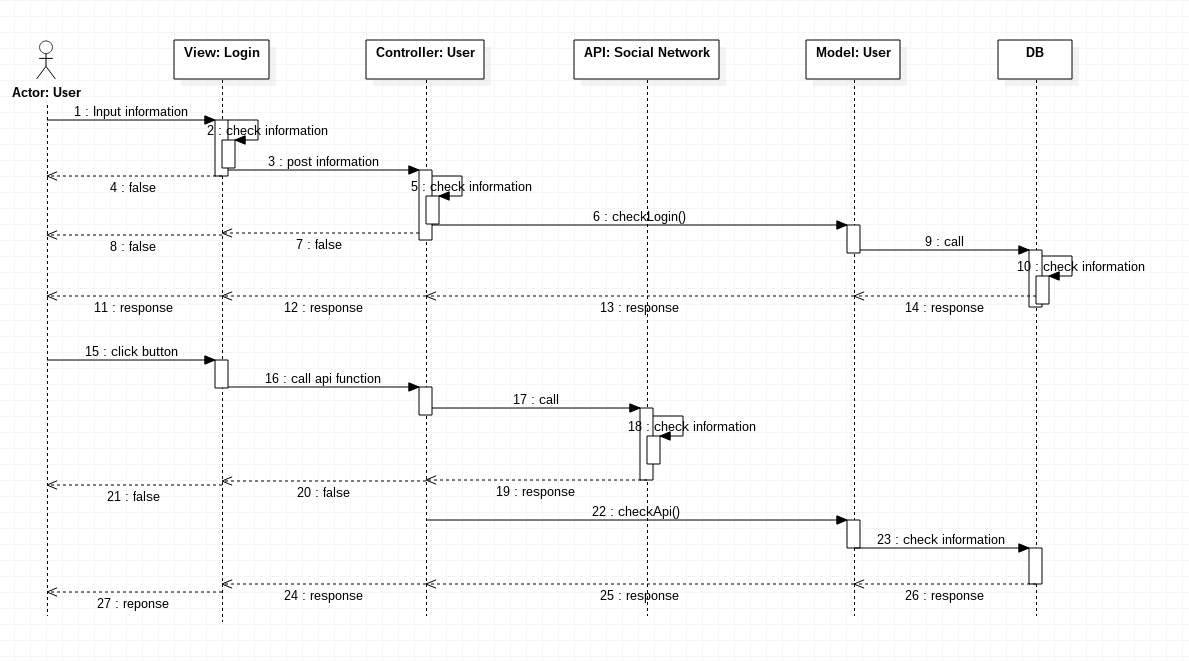 View: Login
Controller: User
API: Social Network
Model: User
DB
Actor: User
1 : Input information
2 : check information
3 : post information
4 : false
5 : check information
6 : checkLogin()
7 : false
8 : false
9 : call
10 : check information
11 : response
12 : response
13 : response
14 : response
15 : click button
16 : call api function
17 : call
18 : check information
19 : response
20 : false
21 : false
22 : checkApi()
23 : check information
24 : response
25 : response
26 : response
27 : reponse